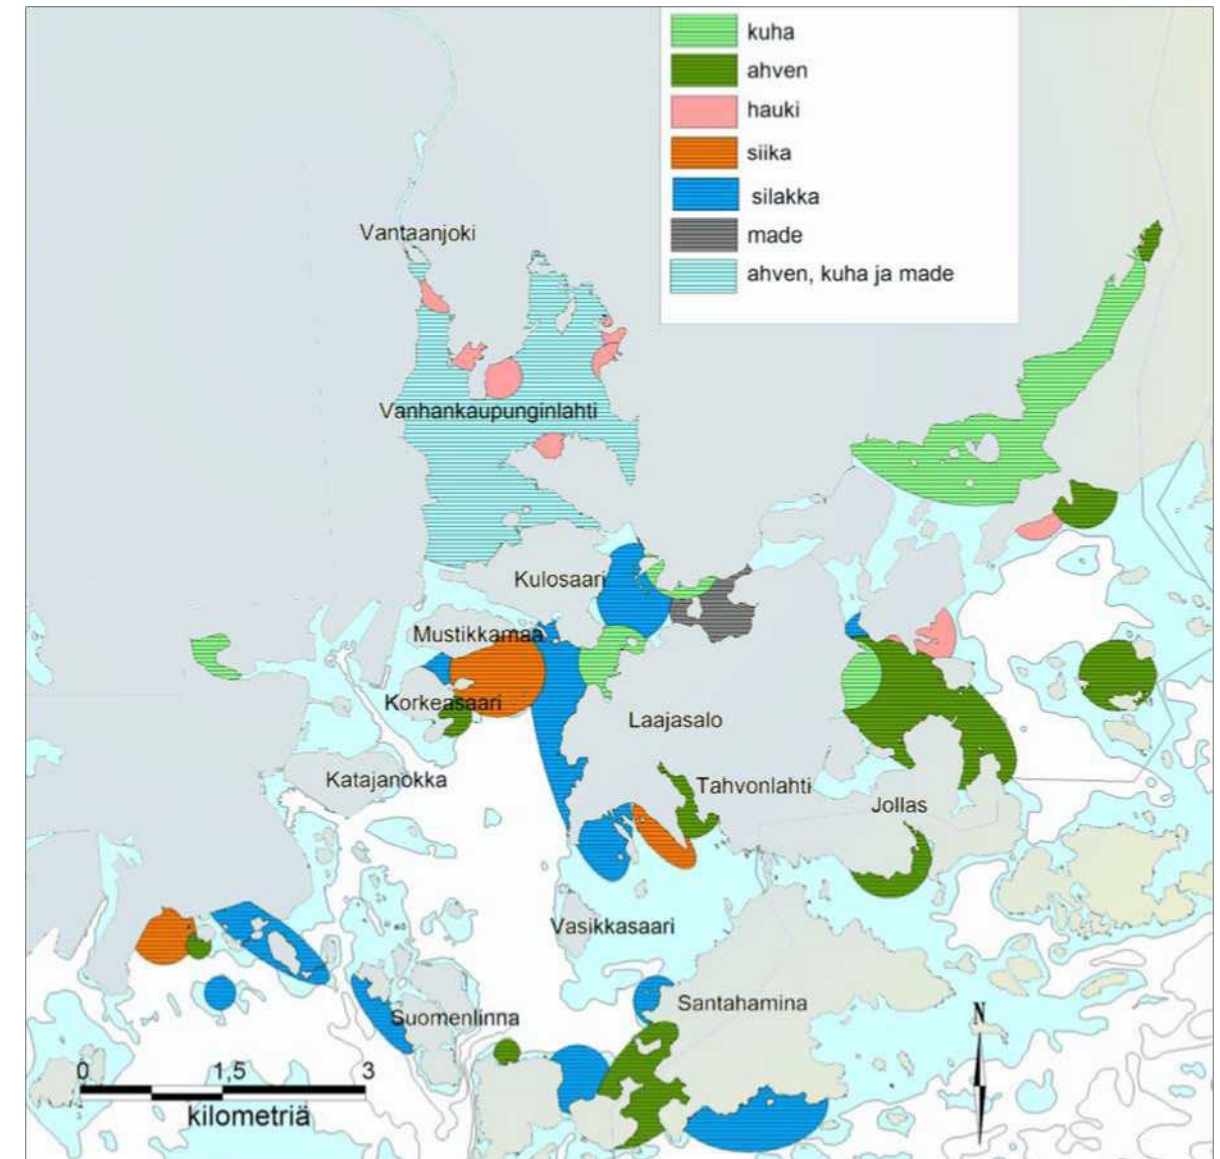 kuha
ahven
hauki
siika
silakka
made
ahven, kuha ja made
Vantaanjoki
Vanhankaupunginlahti
Kulosaari
Mustikkamaa
Korkeasaari
Laajasalo
Katajanokka
Tahvonlahti
Jollas
Vasikkasaari
Santahamina
Suomenlinna
N
0 1,5 3
kilometriä